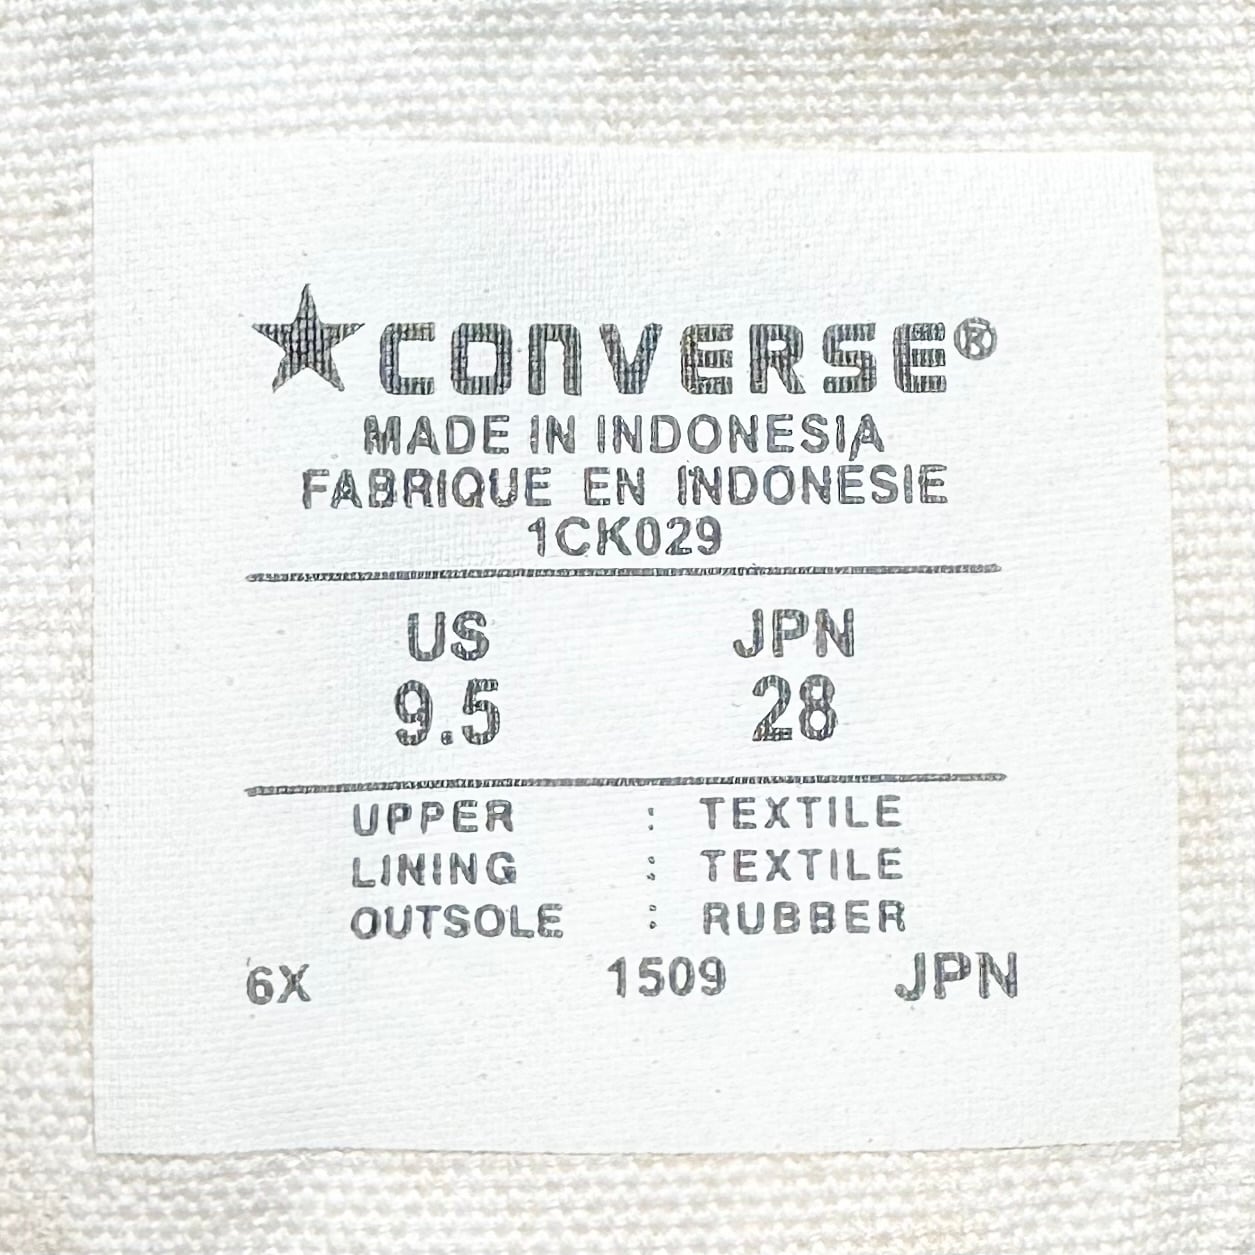 ★CONVERSE®
MADE IN INDONESIA
FABRIQUE EN INDONÉSIE
1CK029
US JPN
9.5 28
UPPER : TEXTILE
LINING : TEXTILE
OUTSOLE : RUBBER
6X 1509 JPN